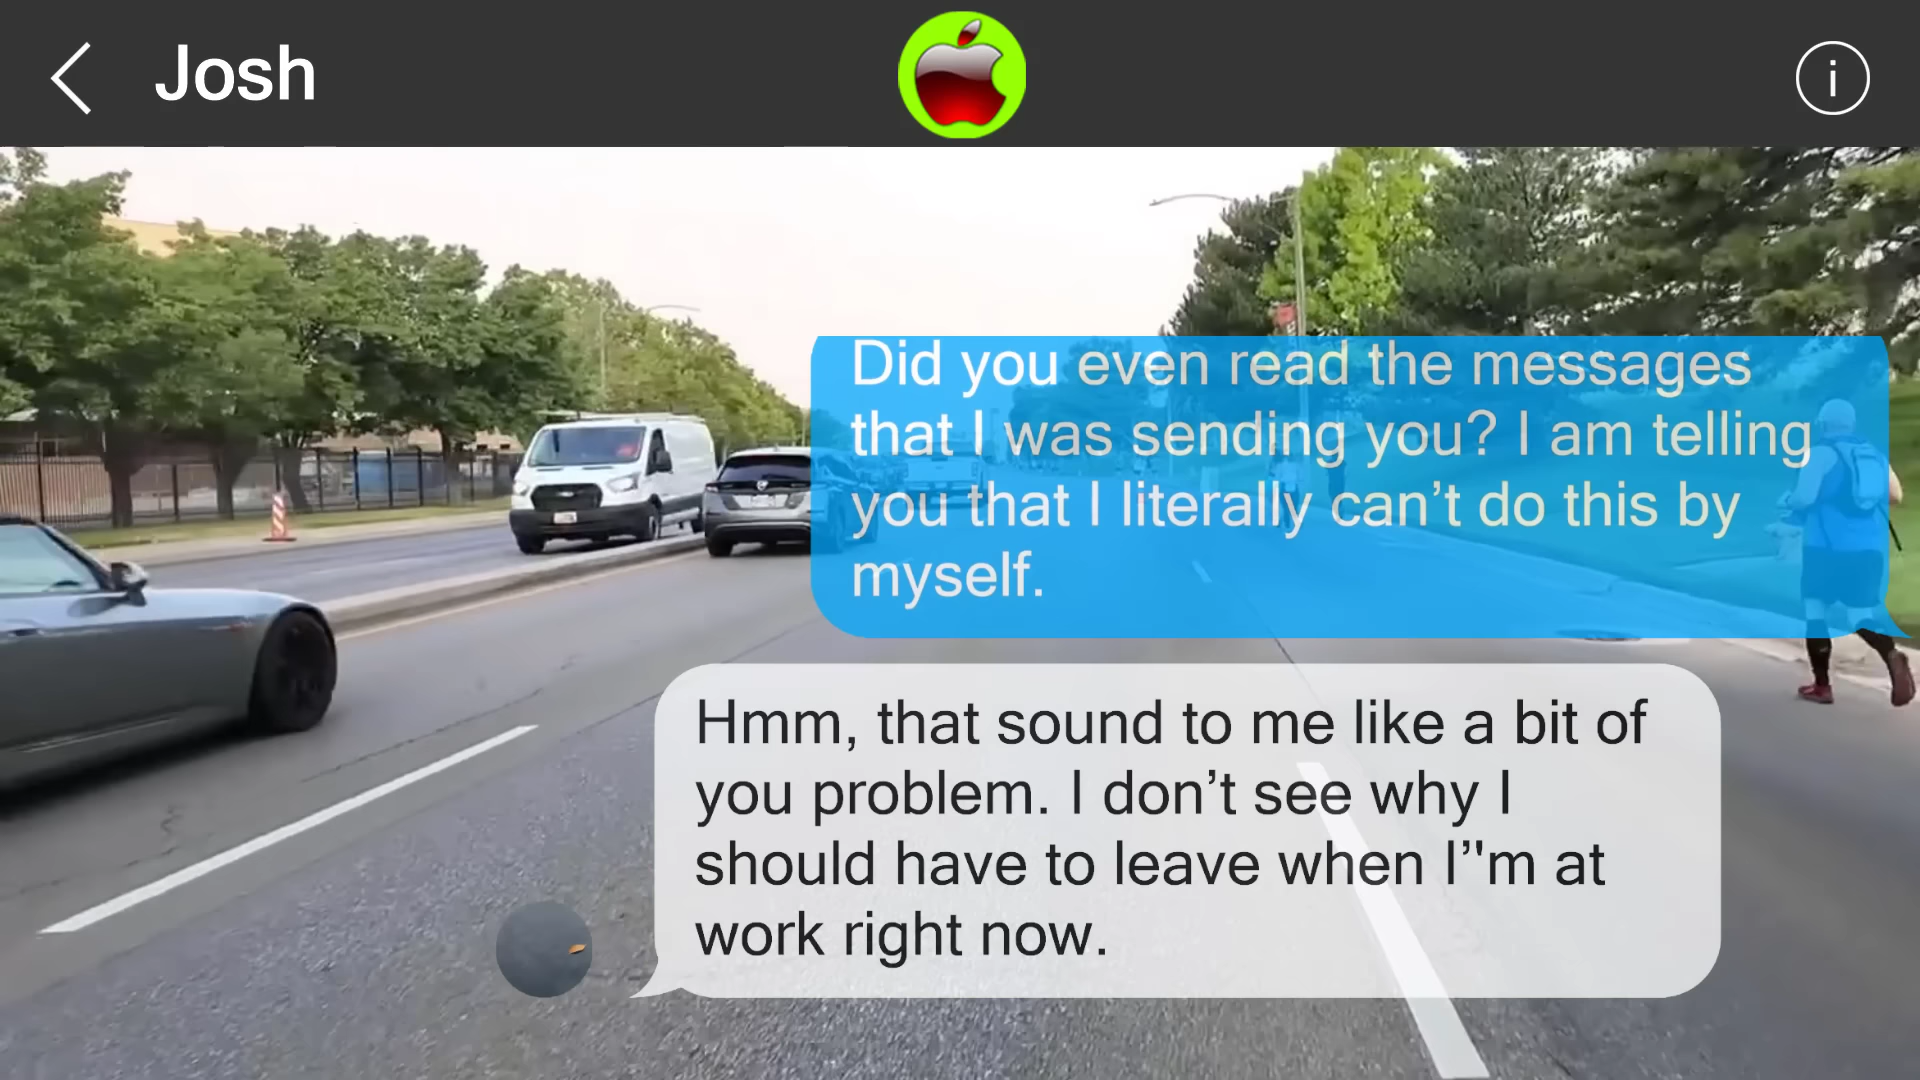 Josh
i
Did you even read the messages
that I was sending you? I am telling
you that I literally can’t do this by
myself.
Hmm, that sound to me like a bit of
you problem. I don’t see why I
should have to leave when I’'m at
work right now.